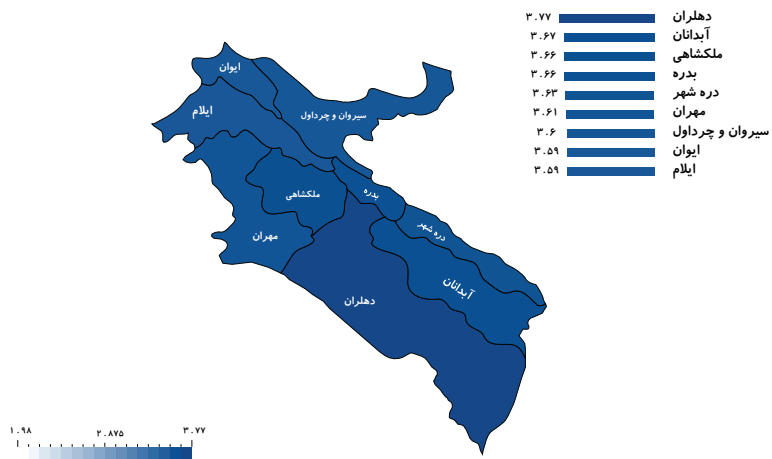 دهلران ۳.۷۷
آبدانان ۳.۶۷
ملکشاهی ۳.۶۶
بدره ۳.۶۶
دره شهر ۳.۶۳
مهران ۳.۶۱
سیروان و چرداول ۳.۶
ایوان ۳.۵۹
ایلام ۳.۵۹
ایوان
ایلام
سیروان و چرداول
ملکشاهی
بدره
مهران
دره شهر
آبدانان
دهلران
۱.۹۸ ۲.۸۷۵ ۳.۷۷